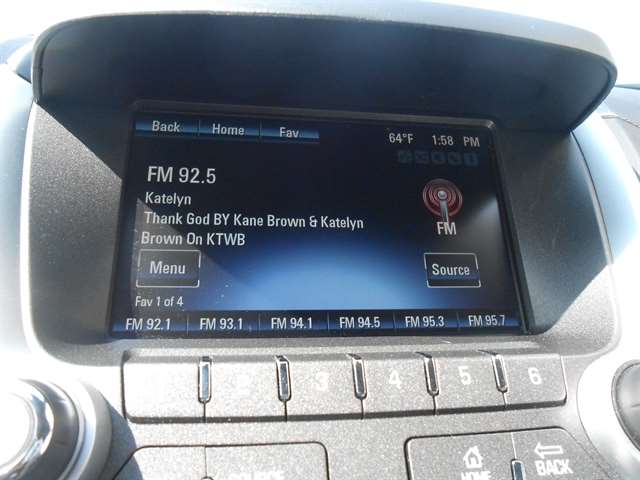 Back Home Fav 64°F 1:58 PM
FM 92.5
Katelyn
Thank God BY Kane Brown & Katelyn
Brown On KTWB
FM
Menu Source
Fav 1 of 4
FM 92.1 FM 93.1 FM 94.1 FM 94.5 FM 95.3 FM 95.7
1 2 3 4 5 6
SOURCE HOME BACK